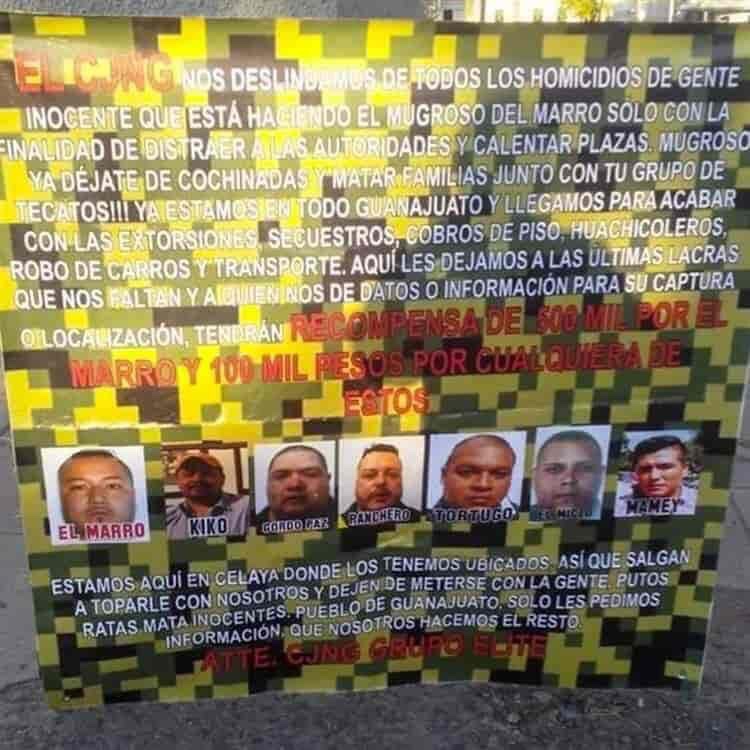 EL CJNG NOS DESLINDAMOS DE TODOS LOS HOMICIDIOS DE GENTE
INOCENTE QUE ESTÁ HACIENDO EL MUGROSO DEL MARRO SOLO CON LA
FINALIDAD DE DISTRAER A LAS AUTORIDADES Y CALENTAR PLAZAS. MUGROSO
YA DÉJATE DE COCHINADAS Y MATAR FAMILIAS JUNTO CON TU GRUPO DE
TECATOS!!! YA ESTAMOS EN TODO GUANAJUATO Y LLEGAMOS PARA ACABAR
CON LAS EXTORSIONES, SECUESTROS, COBROS DE PISO, HUACHICOLEROS,
ROBO DE CARROS Y TRANSPORTE. AQUÍ LES DEJAMOS A LAS ÚLTIMAS LACRAS
QUE NOS FALTAN Y A QUIEN NOS DE DATOS O INFORMACIÓN PARA SU CAPTURA
O LOCALIZACIÓN, TENDRÁN RECOMPENSA DE 500 MIL POR EL
MARRO Y 100 MIL PESOS POR CUALQUIERA DE
ESTOS
EL MARRO KIKO GORDO PAZ RANCHERO TORTUGO MAMEY
ESTAMOS AQUÍ EN CELAYA DONDE LOS TENEMOS UBICADOS, ASÍ QUE SALGAN
A TOPARLE CON NOSOTROS Y DEJEN DE METERSE CON LA GENTE. PUTOS
RATAS MATA INOCENTES. PUEBLO DE GUANAJUATO, SOLO LES PEDIMOS
INFORMACIÓN, QUE NOSOTROS HACEMOS EL RESTO.
ATTE. CJNG GRUPO ELITE